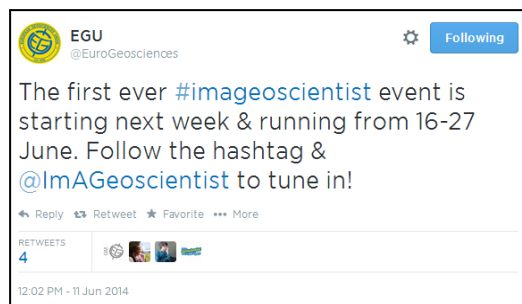 EGU
@EuroGeosciences
Following
The first ever #imageoscientist event is
starting next week & running from 16-27
June. Follow the hashtag &
@ImAGeoscientist to tune in!
Reply Retweet Favorite More
RETWEETS
4
12:02 PM - 11 Jun 2014